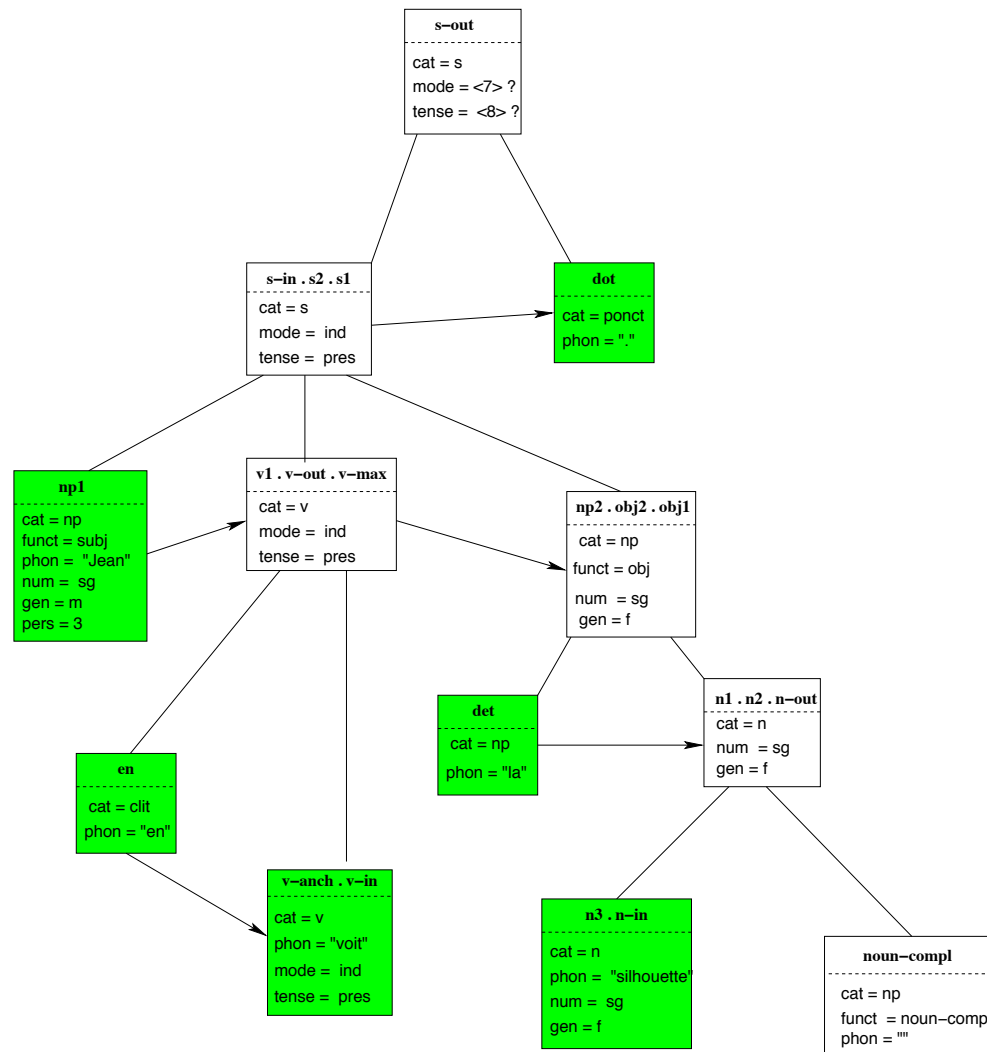 s−out
cat = s
mode = <7> ?
tense = <8> ?
s−in . s2 . s1
cat = s
mode = ind
tense = pres
dot
cat = ponct
phon = "."
np1
cat = np
funct = subj
phon = "Jean"
num = sg
gen = m
pers = 3
v1 . v−out . v−max
cat = v
mode = ind
tense = pres
np2 . obj2 . obj1
cat = np
funct = obj
num = sg
gen = f
det
cat = np
phon = "la"
n1 . n2 . n−out
cat = n
num = sg
gen = f
en
cat = clit
phon = "en"
v−anch . v−in
cat = v
phon = "voit"
mode = ind
tense = pres
n3 . n−in
cat = n
phon = "silhouette"
num = sg
gen = f
noun−compl
cat = np
funct = noun−comp
phon = ""